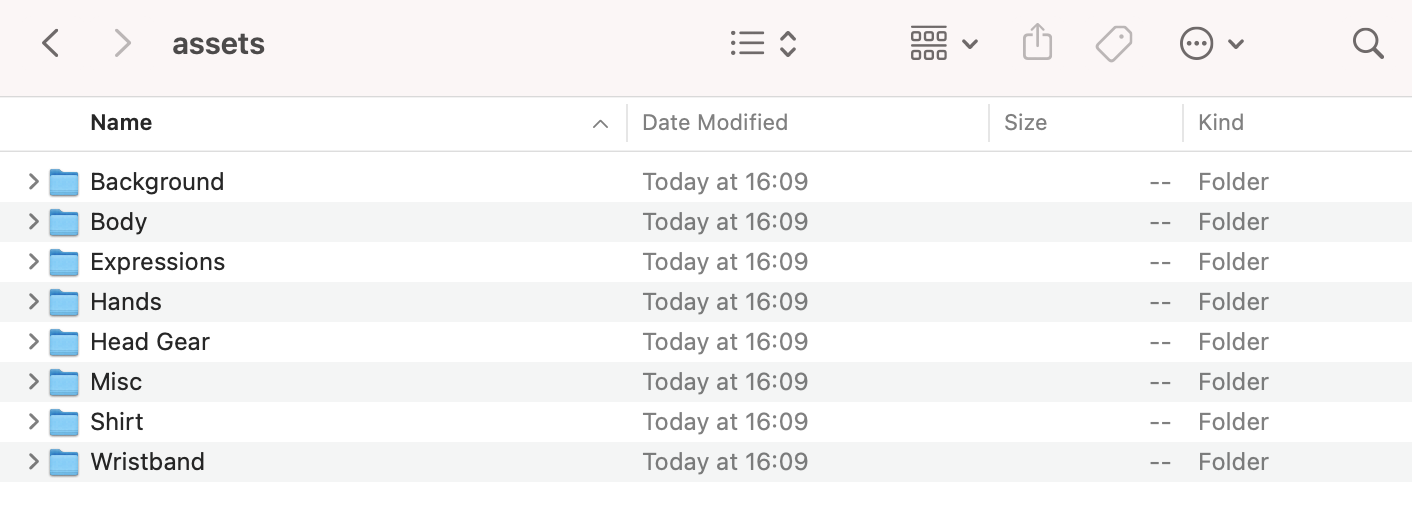 assets
Name Date Modified Size Kind
Background Today at 16:09 -- Folder
Body Today at 16:09 -- Folder
Expressions Today at 16:09 -- Folder
Hands Today at 16:09 -- Folder
Head Gear Today at 16:09 -- Folder
Misc Today at 16:09 -- Folder
Shirt Today at 16:09 -- Folder
Wristband Today at 16:09 -- Folder